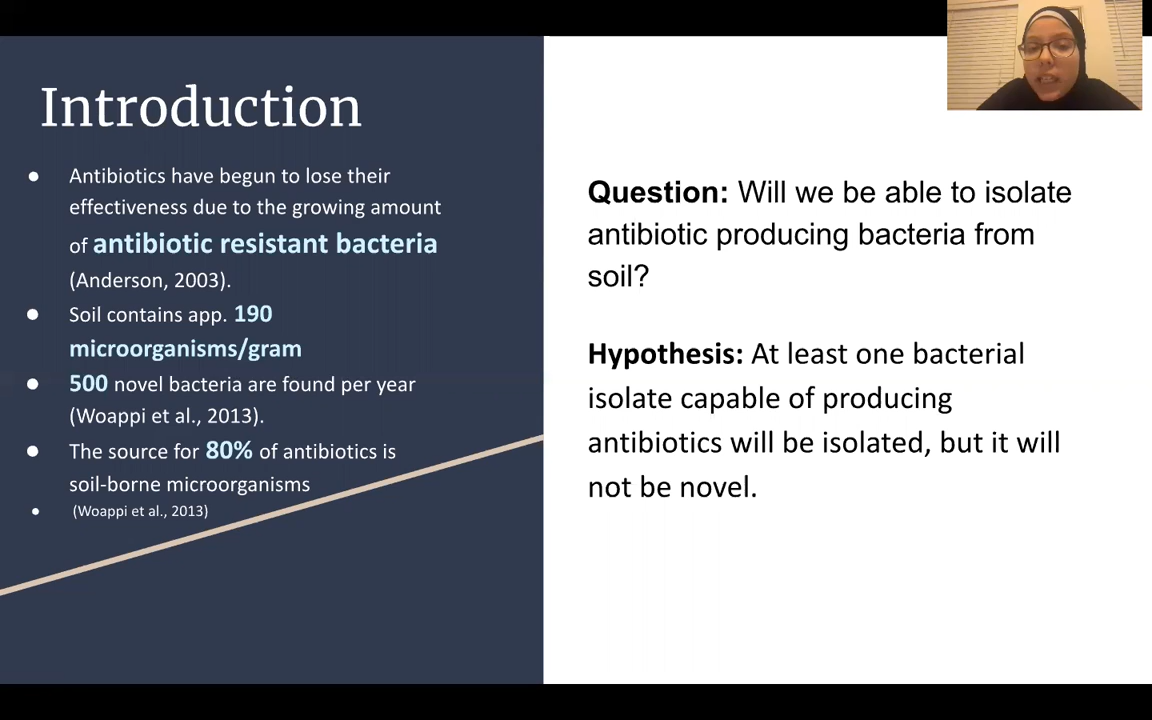 Introduction
● Antibiotics have begun to lose their
effectiveness due to the growing amount
of antibiotic resistant bacteria
(Anderson, 2003).
● Soil contains app. 190
microorganisms/gram
● 500 novel bacteria are found per year
(Woappi et al., 2013).
● The source for 80% of antibiotics is
soil-borne microorganisms
● (Woappi et al., 2013)
Question: Will we be able to isolate
antibiotic producing bacteria from
soil?
Hypothesis: At least one bacterial
isolate capable of producing
antibiotics will be isolated, but it will
not be novel.